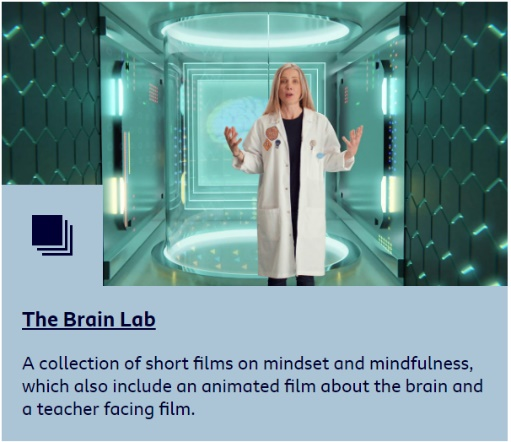 The Brain Lab
A collection of short films on mindset and mindfulness,
which also include an animated film about the brain and
a teacher facing film.